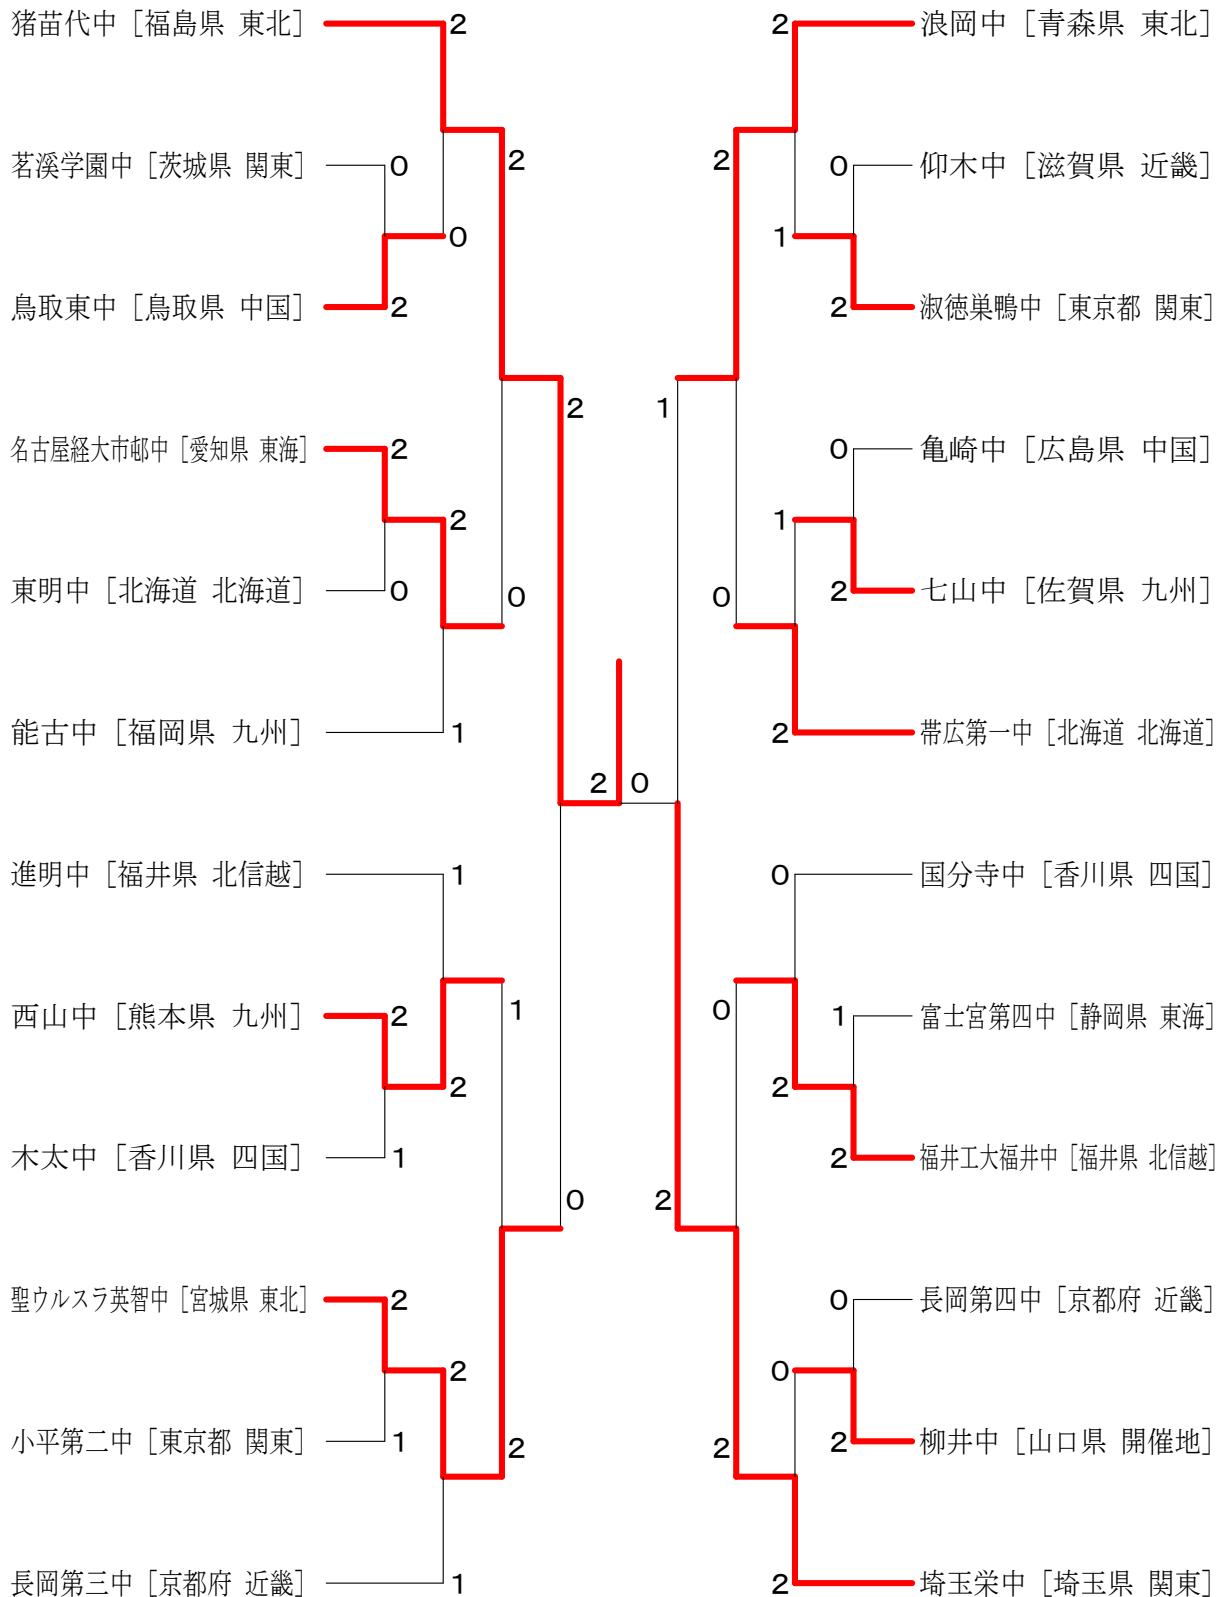 猪苗代中 [福島県 東北] 2 2 浪岡中 [青森県 東北]
茗溪学園中 [茨城県 関東] 0 2 2 0 仰木中 [滋賀県 近畿]
0 1
鳥取東中 [鳥取県 中国] 2 2 淑徳巣鴨中 [東京都 関東]
2 1
名古屋経大市邨中 [愛知県 東海] 2 0 亀崎中 [広島県 中国]
2 1
東明中 [北海道 北海道] 0 0 0 2 七山中 [佐賀県 九州]
能古中 [福岡県 九州] 1 2 帯広第一中 [北海道 北海道]
2 0
進明中 [福井県 北信越] 1 0 国分寺中 [香川県 四国]
西山中 [熊本県 九州] 2 1 0 1 富士宮第四中 [静岡県 東海]
2 2
木太中 [香川県 四国] 1 2 福井工大福井中 [福井県 北信越]
0 2
聖ウルスラ英智中 [宮城県 東北] 2 0 長岡第四中 [京都府 近畿]
2 0
小平第二中 [東京都 関東] 1 2 2 2 柳井中 [山口県 開催地]
長岡第三中 [京都府 近畿] 1 2 埼玉栄中 [埼玉県 関東]